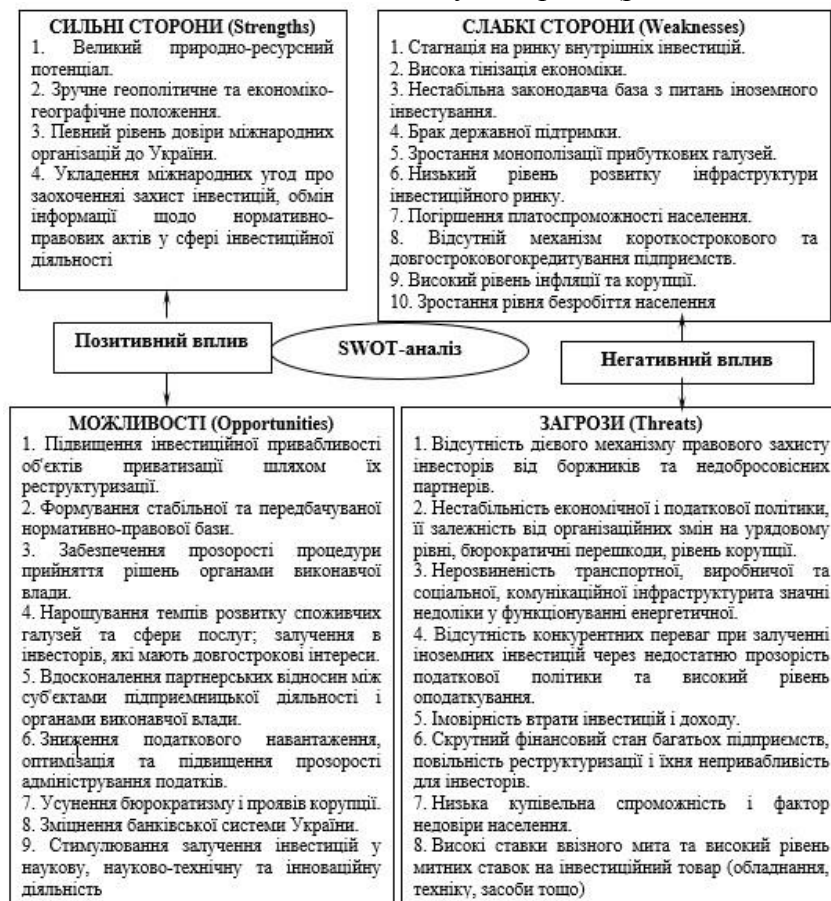 СИЛЬНІ СТОРОНИ (Strengths)
1. Великий природно-ресурсний
потенціал.
2. Зручне геополітичне та економіко-
географічне положення.
3. Певний рівень довіри міжнародних
організацій до України.
4. Укладення міжнародних угод про
заохоченняі захист інвестицій, обмін
інформації щодо нормативно-
правових актів у сфері інвестиційної
діяльності
СЛАБКІ СТОРОНИ (Weaknesses)
1. Стагнація на ринку внутрішніх інвестицій.
2. Висока тінізація економіки.
3. Нестабільна законодавча база з питань іноземного
інвестування.
4. Брак державної підтримки.
5. Зростання монополізації прибуткових галузей.
6. Низький рівень розвитку інфраструктури
інвестиційного ринку.
7. Погіршення платоспроможності населення.
8. Відсутній механізм короткострокового та
довгостроковогокредитування підприємств.
9. Високий рівень інфляції та корупції.
10. Зростання рівня безробіття населення
Позитивний вплив
SWOT-аналіз
Негативний вплив
МОЖЛИВОСТІ (Opportunities)
1. Підвищення інвестиційної привабливості
об'єктів приватизації шляхом їх
реструктуризації.
2. Формування стабільної та передбачуваної
нормативно-правової бази.
3. Забезпечення прозорості процедури
прийняття рішень органами виконавчої
влади.
4. Нарощування темпів розвитку споживчих
галузей та сфери послуг; залучення в
інвесторів, які мають довгострокові інтереси.
5. Вдосконалення партнерських відносин між
суб'єктами підприємницької діяльності і
органами виконавчої влади.
6. Зниження податкового навантаження,
оптимізація та підвищення прозорості
адміністрування податків.
7. Усунення бюрократизму і проявів корупції.
8. Зміцнення банківської системи України.
9. Стимулювання залучення інвестицій у
наукову, науково-технічну та інноваційну
діяльність
ЗАГРОЗИ (Threats)
1. Відсутність дієвого механізму правового захисту
інвесторів від боржників та недобросовісних
партнерів.
2. Нестабільність економічної і податкової політики,
її залежність від організаційних змін на урядовому
рівні, бюрократичні перешкоди, рівень корупції.
3. Нерозвиненість транспортної, виробничої та
соціальної, комунікаційної інфраструктурита значні
недоліки у функціонуванні енергетичної.
4. Відсутність конкурентних переваг при залученні
іноземних інвестицій через недостатню прозорість
податкової політики та високий рівень
оподаткування.
5. Імовірність втрати інвестицій і доходу.
6. Скрутний фінансовий стан багатьох підприємств,
повільність реструктуризації і їхня непривабливість
для інвесторів.
7. Низька купівельна спроможність і фактор
недовіри населення.
8. Високі ставки ввізного мита та високий рівень
митних ставок на інвестиційний товар (обладнання,
техніку, засоби тощо)